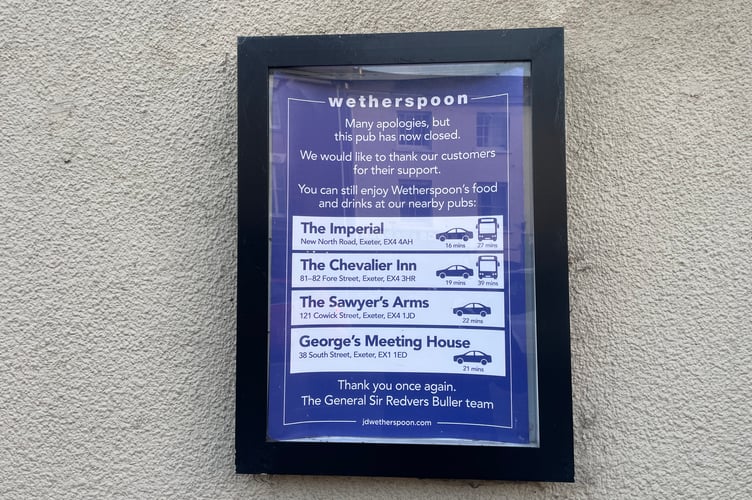 wetherspoon
Many apologies, but
this pub has now closed.
We would like to thank our customers
for their support.
You can still enjoy Wetherspoon's food
and drinks at our nearby pubs:
The Imperial
New North Road, Exeter, EX4 4AH
16 mins
27 mins
The Chevalier Inn
81–82 Fore Street, Exeter, EX4 3HR
19 mins
39 mins
The Sawyer's Arms
121 Cowick Street, Exeter, EX4 1JD
22 mins
George's Meeting House
38 South Street, Exeter, EX1 1ED
21 mins
Thank you once again.
The General Sir Redvers Buller team
jdwetherspoon.com